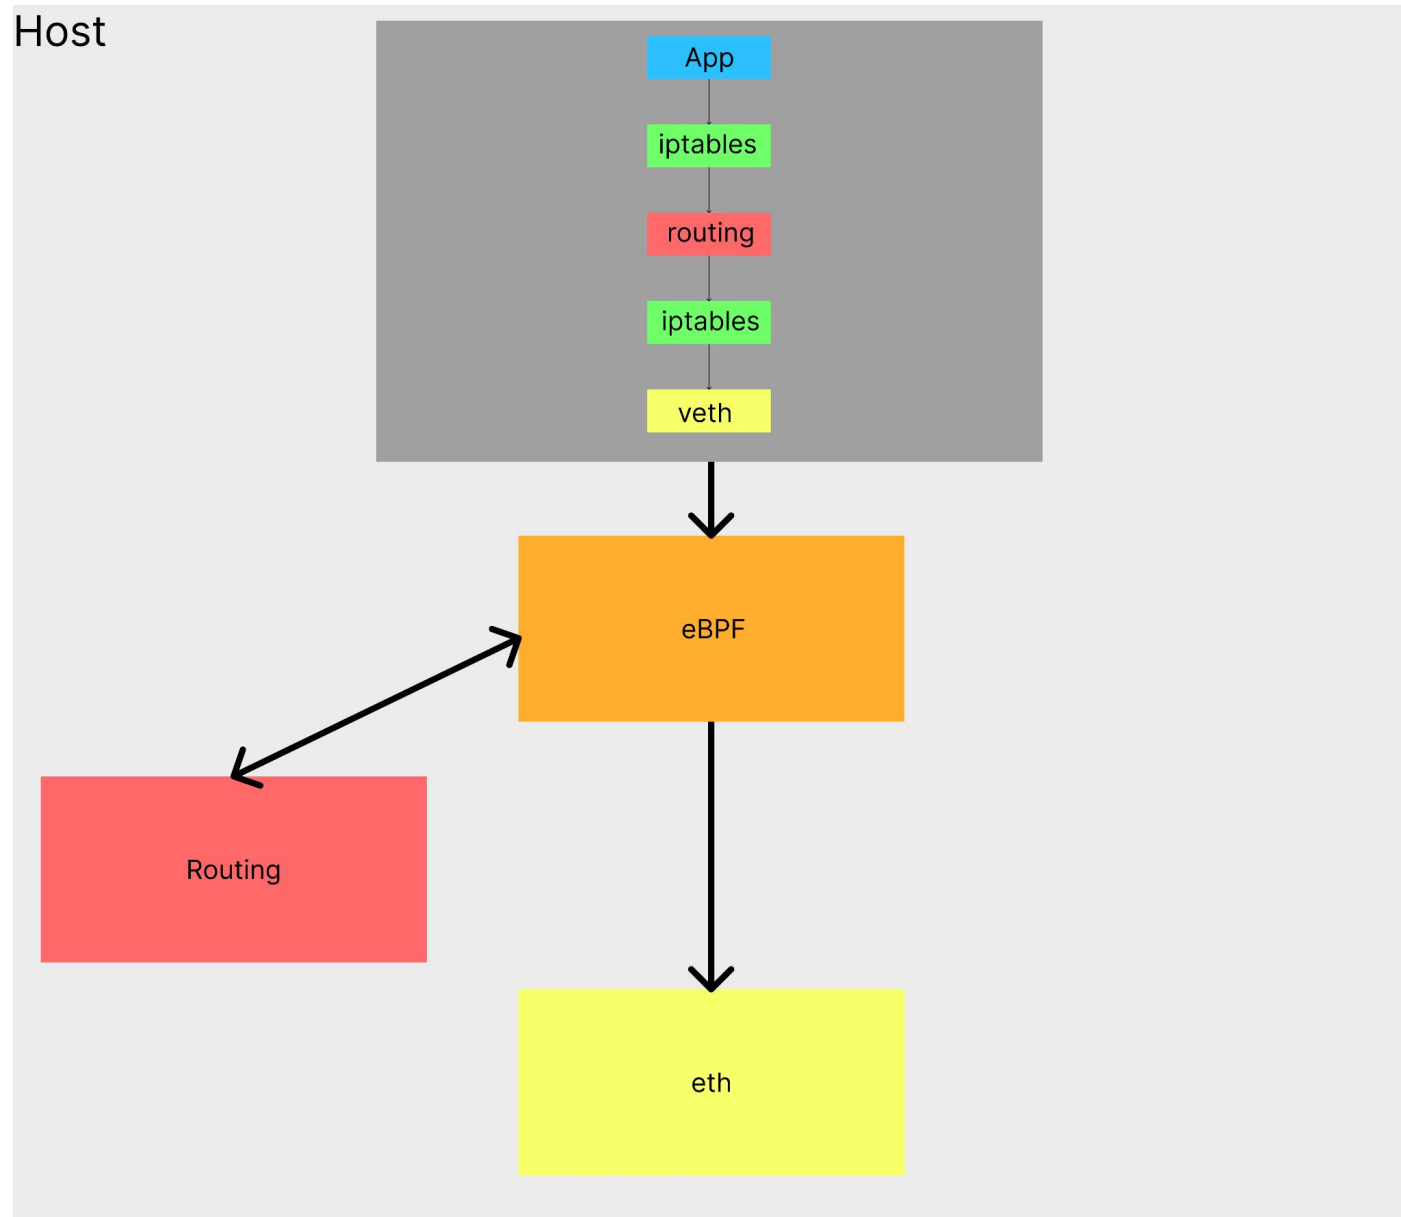 Host
App
iptables
routing
iptables
veth
eBPF
Routing
eth